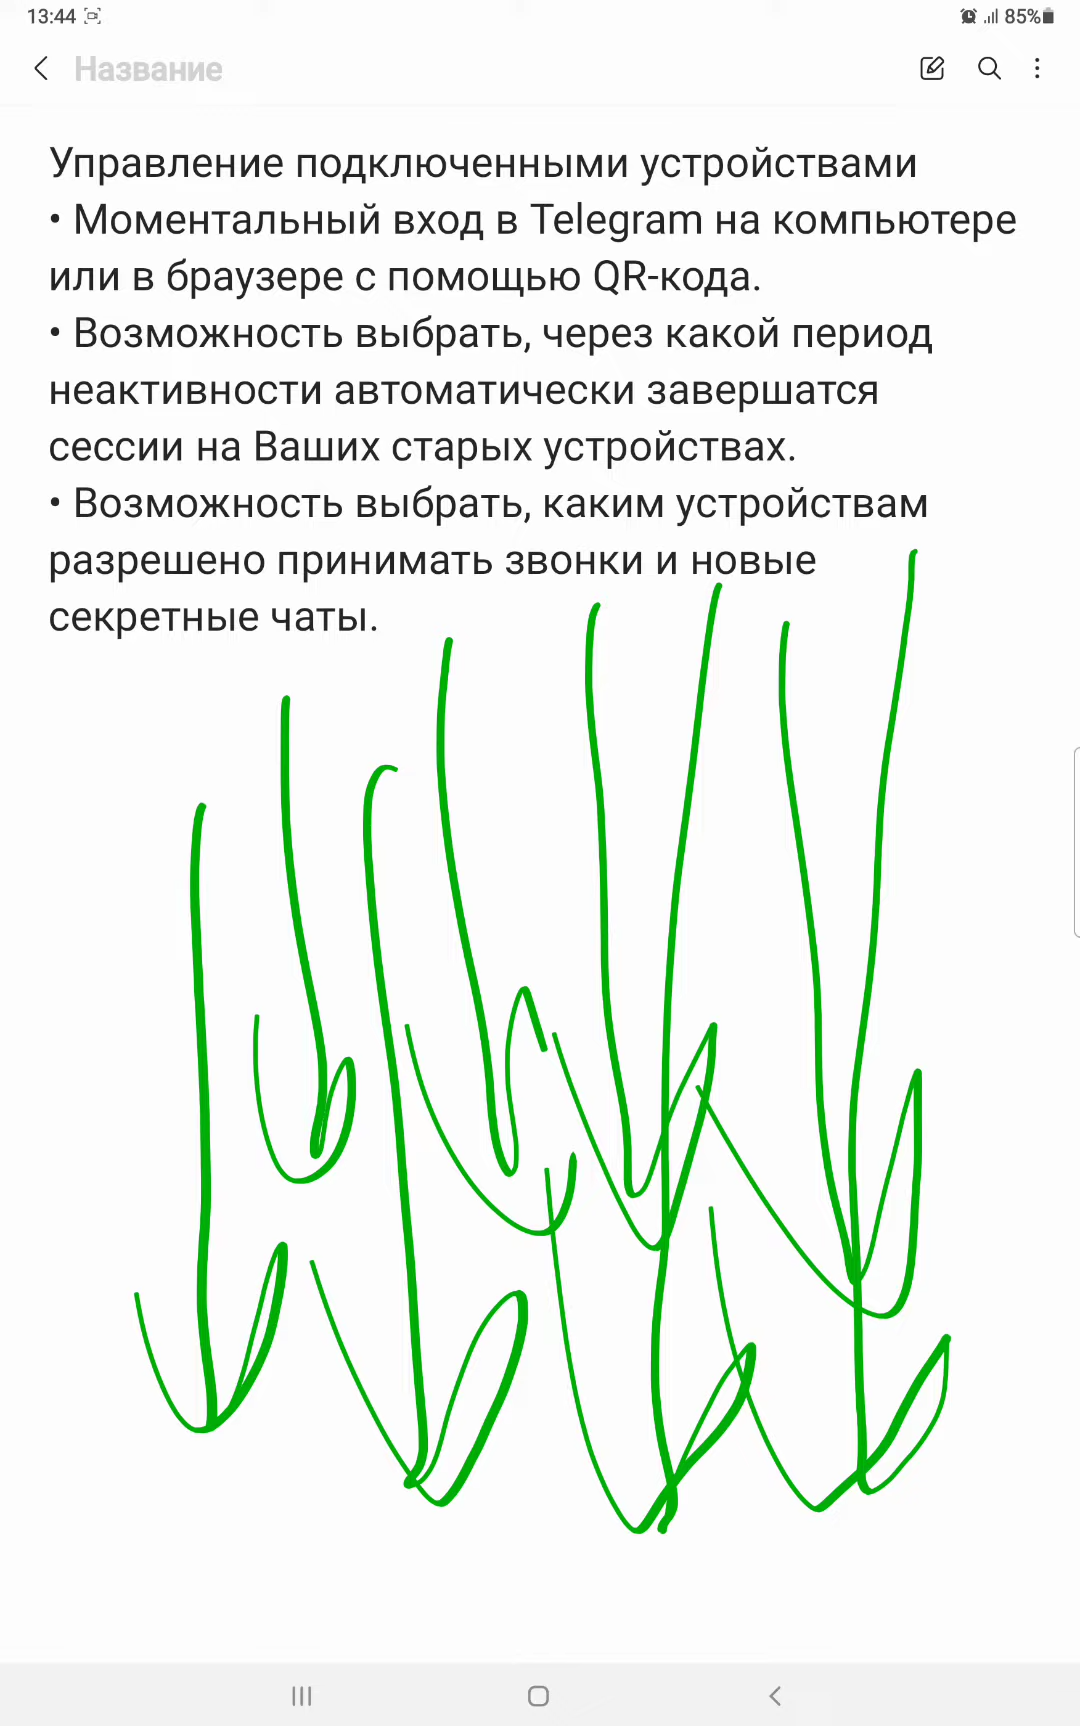 13:44 85%
Название
Управление подключенными устройствами
• Моментальный вход в Telegram на компьютере
или в браузере с помощью QR-кода.
• Возможность выбрать, через какой период
неактивности автоматически завершатся
сессии на Ваших старых устройствах.
• Возможность выбрать, каким устройствам
разрешено принимать звонки и новые
секретные чаты.